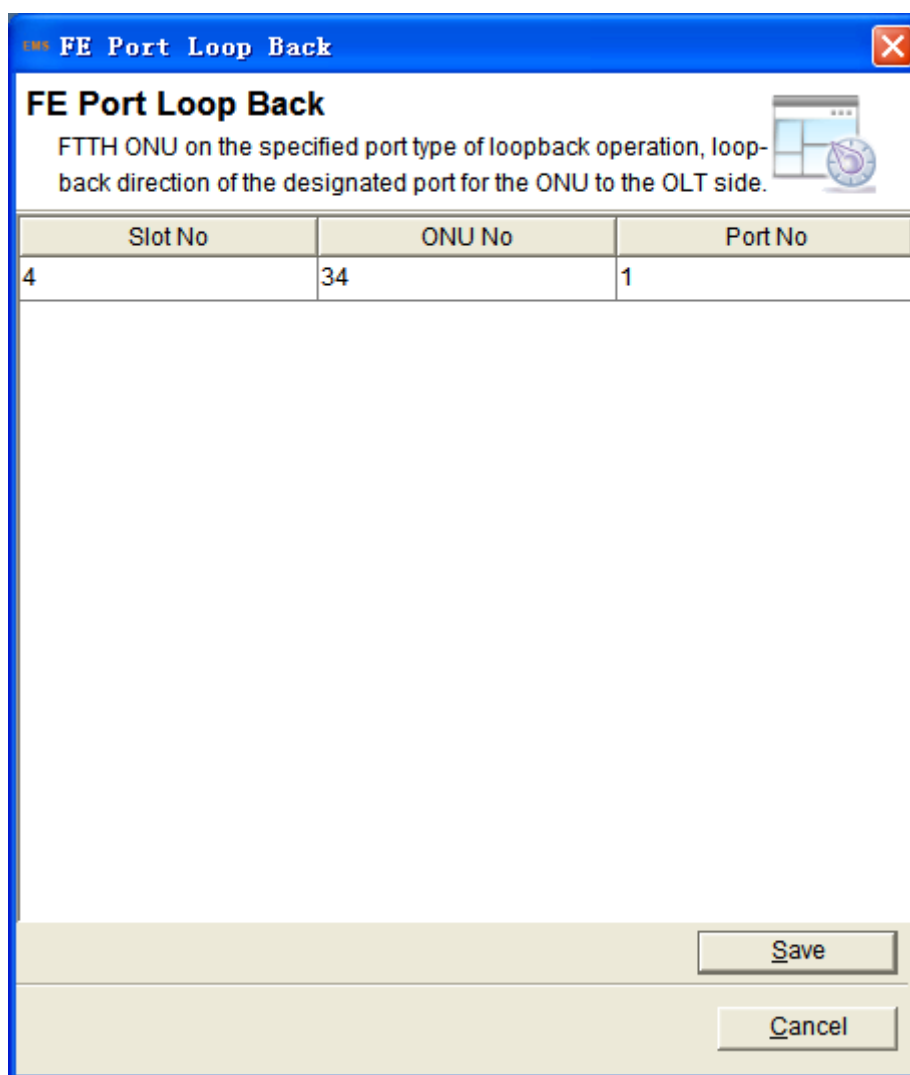 EMS FE Port Loop Back
FE Port Loop Back
FTTH ONU on the specified port type of loopback operation, loop-
back direction of the designated port for the ONU to the OLT side.
Slot No ONU No Port No
4 34 1
Save
Cancel